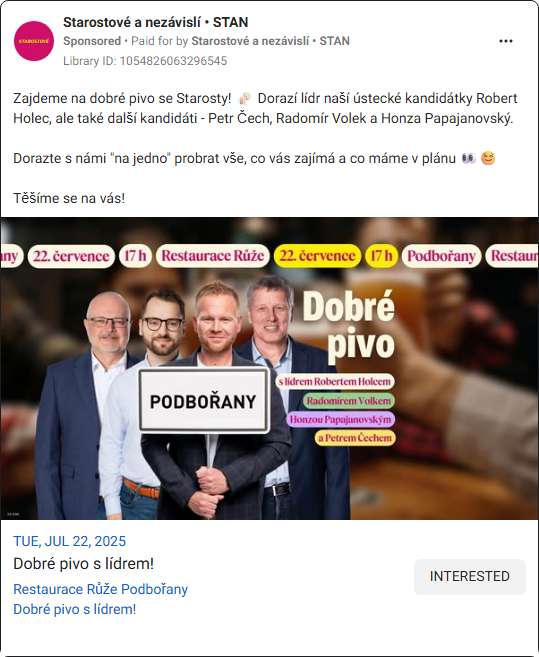 Starostové a nezávislí • STAN
Sponsored • Paid for by Starostové a nezávislí • STAN
Library ID: 1054826063296545
STAROSTOVÉ
Zajdeme na dobré pivo se Starosty! 🍻 Dorazí lídr naší ústecké kandidátky Robert
Holec, ale také další kandidáti - Petr Čech, Radomír Volek a Honza Papajanovský.
Dorazte s námi "na jedno" probrat vše, co vás zajímá a co máme v plánu 👀 😊
Těšíme se na vás!
ny 22. července 17 h Restaurace Růže 22. července 17 h Podbořany Restaur
Dobré
pivo
s lídrem Robertem Holcem
Radomírem Volkem
Honzou Papajanovským
a Petrem Čechem
PODBOŘANY
TUE, JUL 22, 2025
Dobré pivo s lídrem!
Restaurace Růže Podbořany
Dobré pivo s lídrem!
INTERESTED